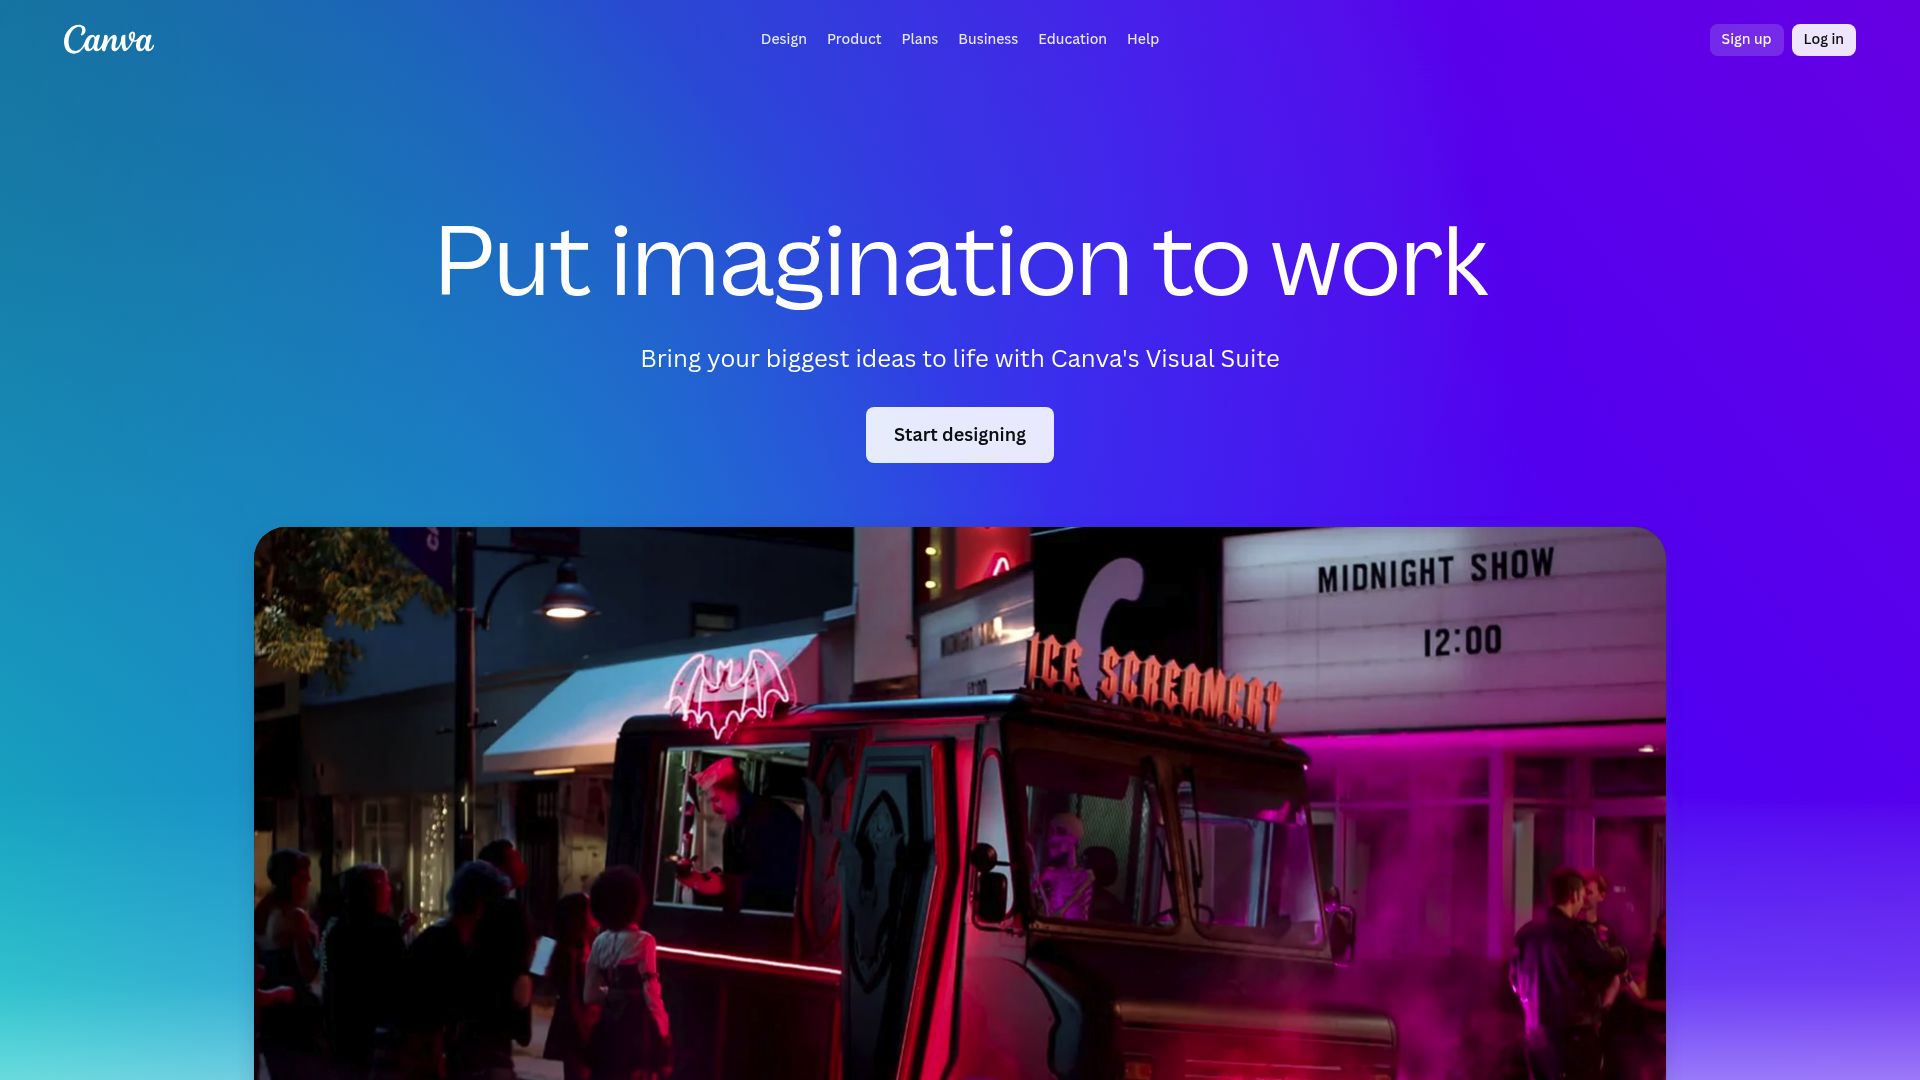 Canva
Design Product Plans Business Education Help
Sign up Log in
Put imagination to work
Bring your biggest ideas to life with Canva's Visual Suite
Start designing
MIDNIGHT SHOW
12:00
ICE SCREAMERY